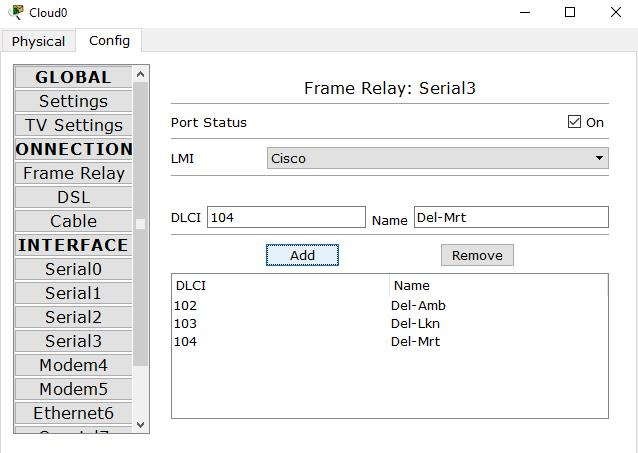 Cloud0
Physical Config
GLOBAL
Settings
TV Settings
ONNECTION
Frame Relay
DSL
Cable
INTERFACE
Serial0
Serial1
Serial2
Serial3
Modem4
Modem5
Ethernet6
Frame Relay: Serial3
Port Status On
LMI Cisco
DLCI 104 Name Del-Mrt
Add Remove
DLCI Name
102 Del-Amb
103 Del-Lkn
104 Del-Mrt